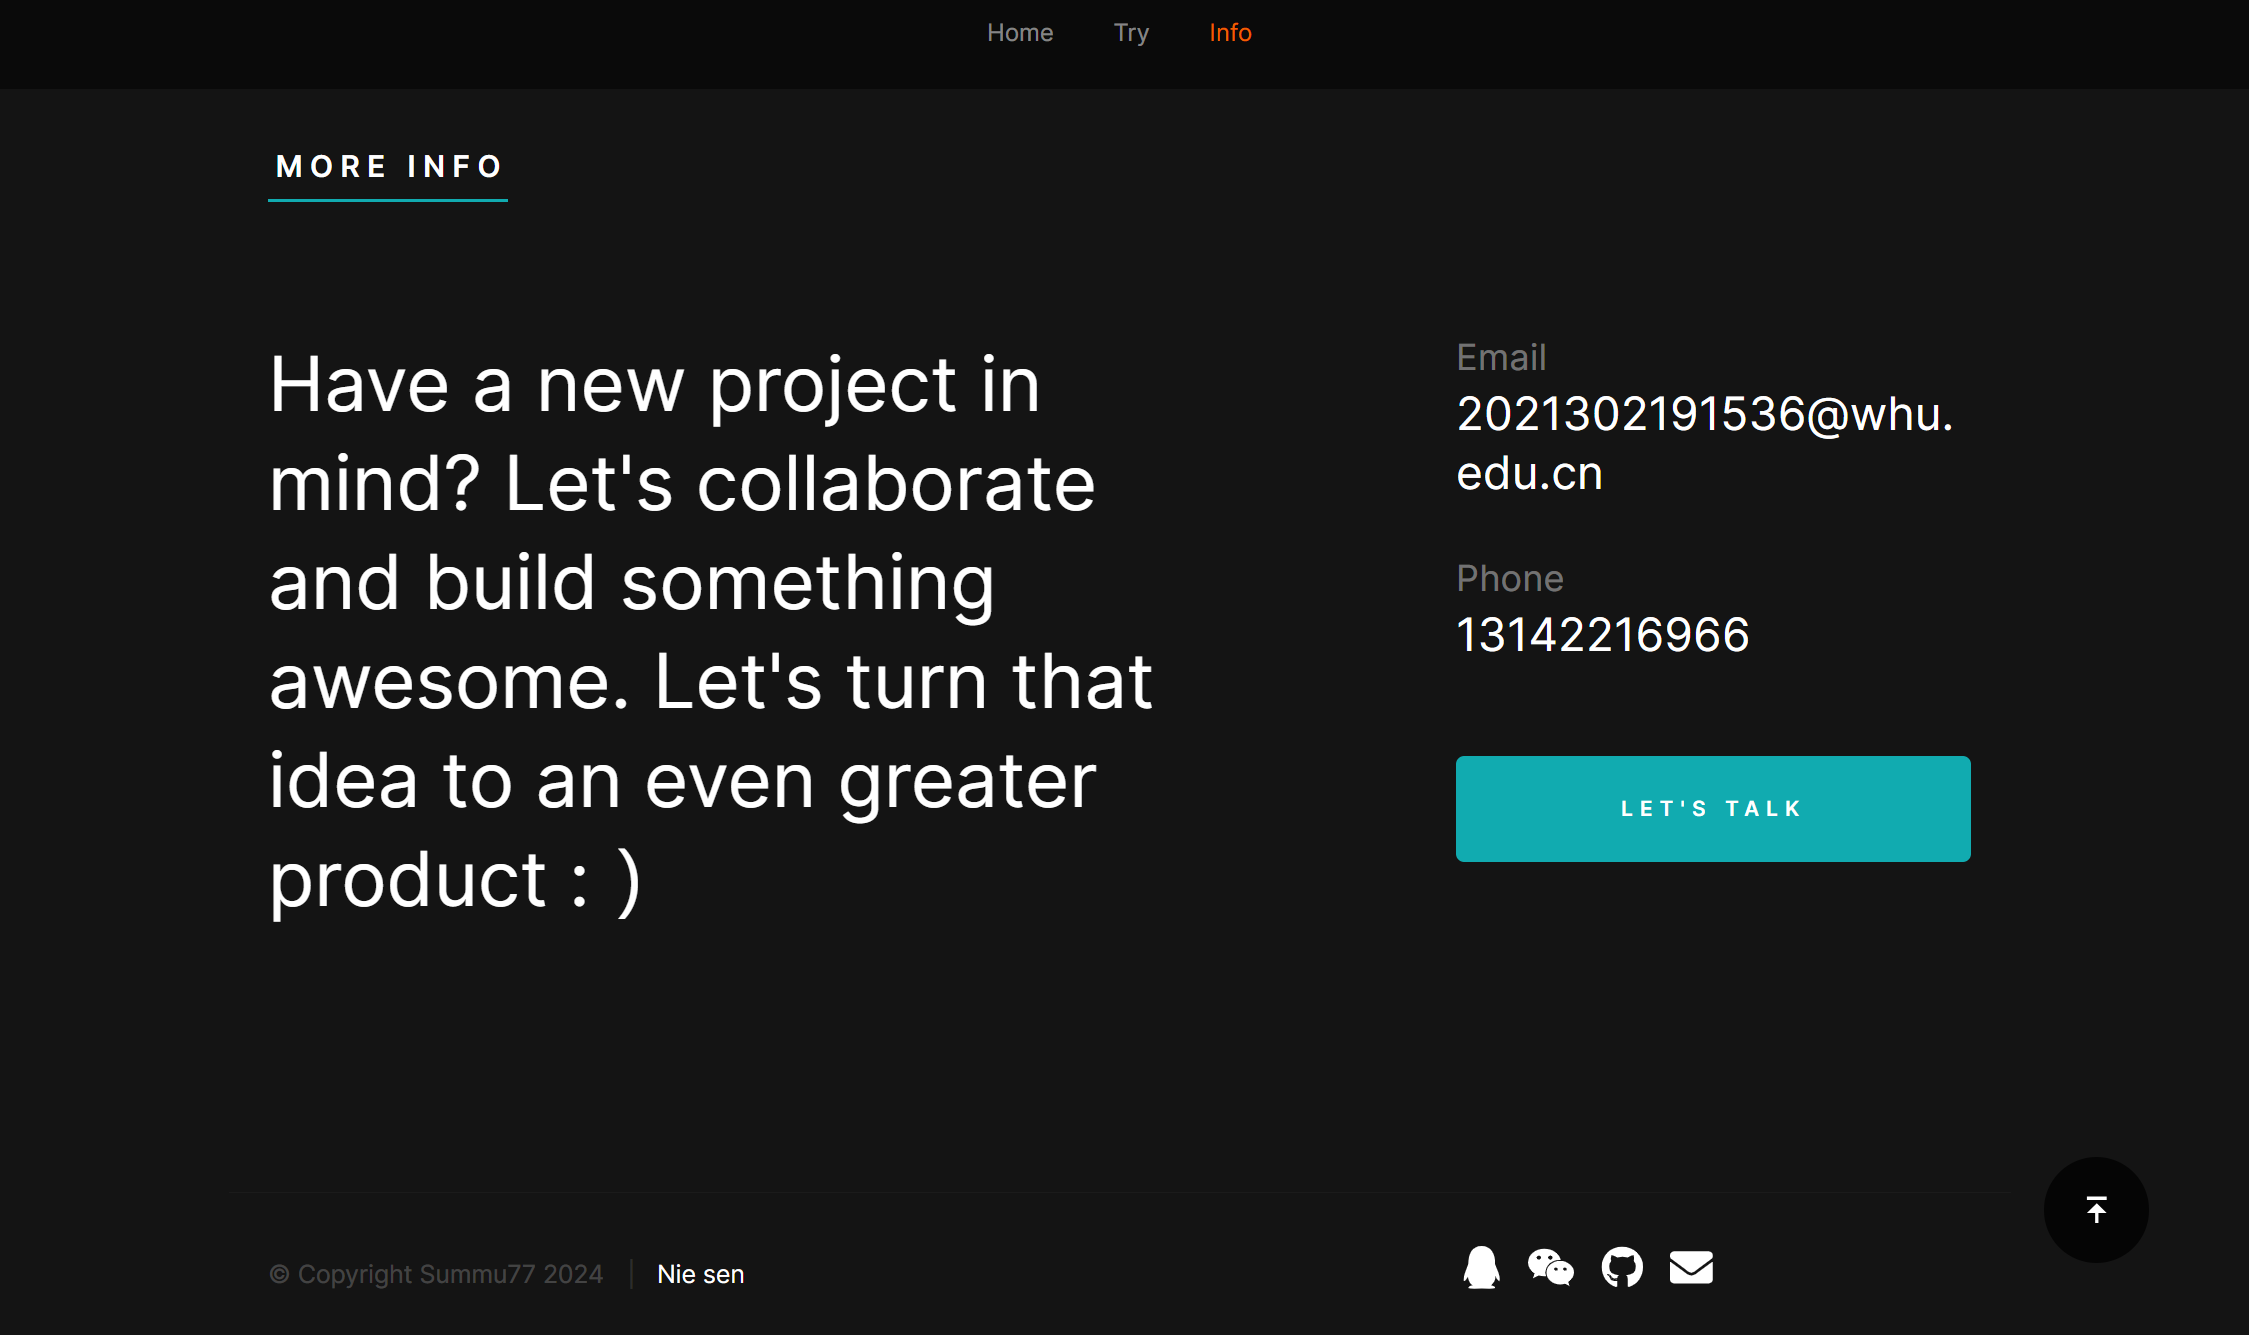 Home Try Info
MORE INFO
Have a new project in
mind? Let's collaborate
and build something
awesome. Let's turn that
idea to an even greater
product : )
Email
2021302191536@whu.
edu.cn
Phone
13142216966
LET'S TALK
© Copyright Summu77 2024 | Nie sen